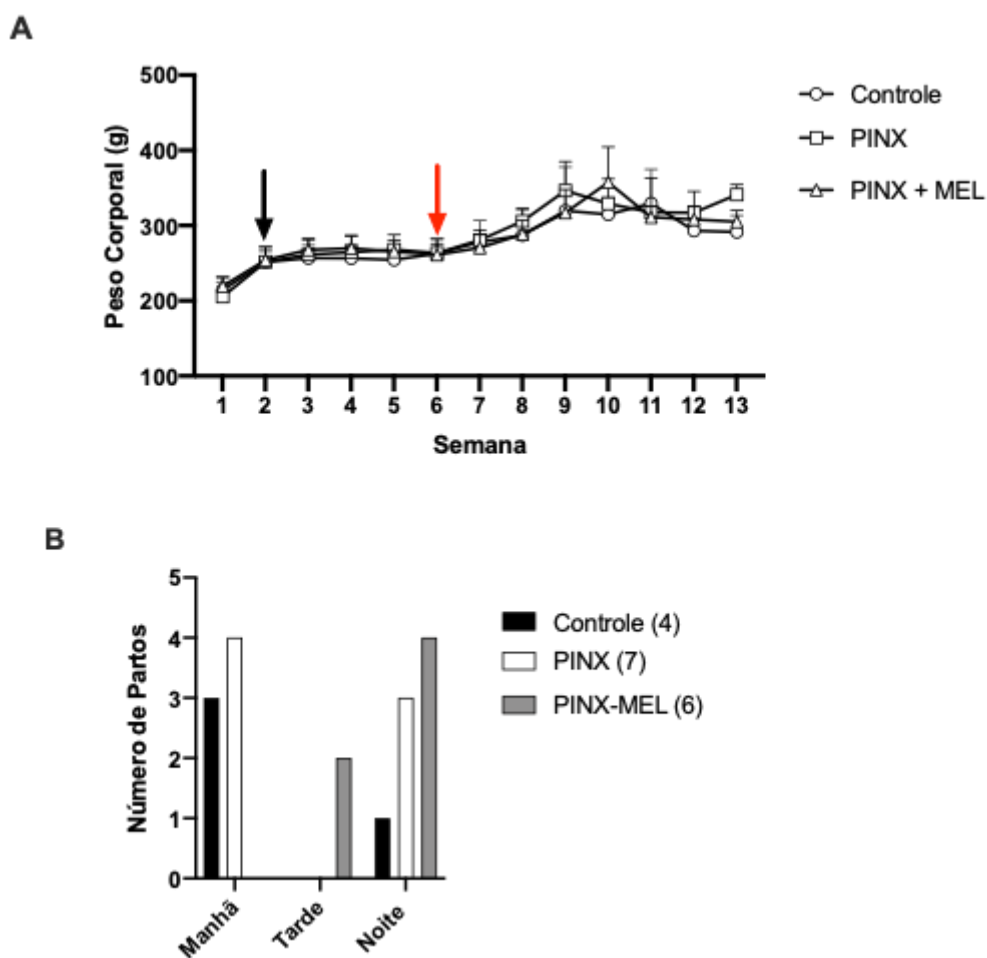 A
500
400
300
200
100
Peso Corporal (g)
1 2 3 4 5 6 7 8 9 10 11 12 13
Semana
Controle
PINX
PINX + MEL
B
5
4
3
2
1
0
Número de Partos
Manhã Tarde Noite
Controle (4)
PINX (7)
PINX-MEL (6)